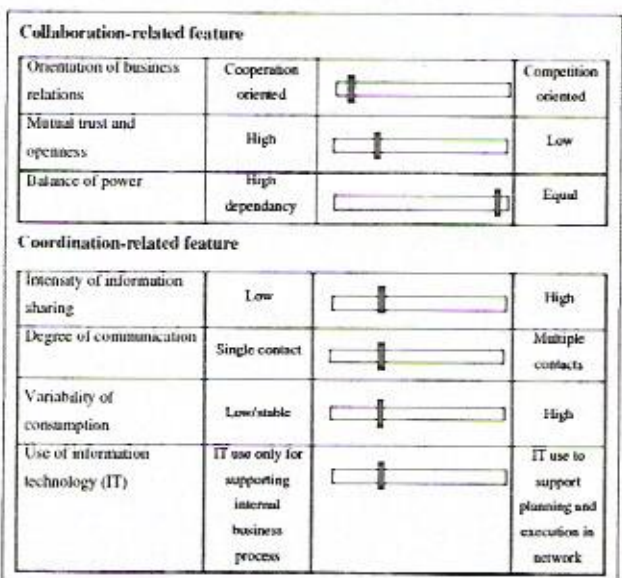 Collaboration-related feature
Orientation of business
relations
Cooperation
oriented
Competition
oriented
Mutual trust and
openness
High
Low
Balance of power
High
dependancy
Equal
Coordination-related feature
Intensity of information
sharing
Low
High
Degree of communication
Single contact
Multiple
contacts
Variability of
consumption
Low/stable
High
Use of information
technology (IT)
IT use only for
supporting
internal
business
process
IT use to
support
planning and
execution in
network